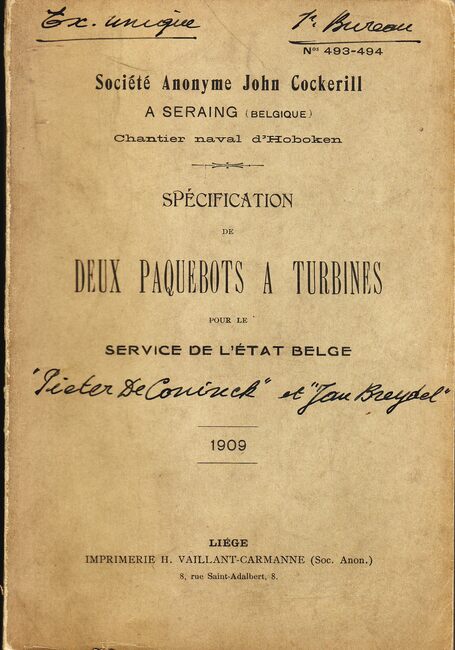 Ex. unique
1r. Bureau
Nos 493-494
Société Anonyme John Cockerill
A SERAING (BELGIQUE)
Chantier naval d'Hoboken
SPÉCIFICATION
DE
DEUX PAQUEBOTS A TURBINES
POUR LE
SERVICE DE L'ÉTAT BELGE
"Pieter De Coninck" et "Jan Breydel"
1909
LIÉGE
IMPRIMERIE H. VAILLANT-CARMANNE (Soc. Anon.)
8, rue Saint-Adalbert, 8.